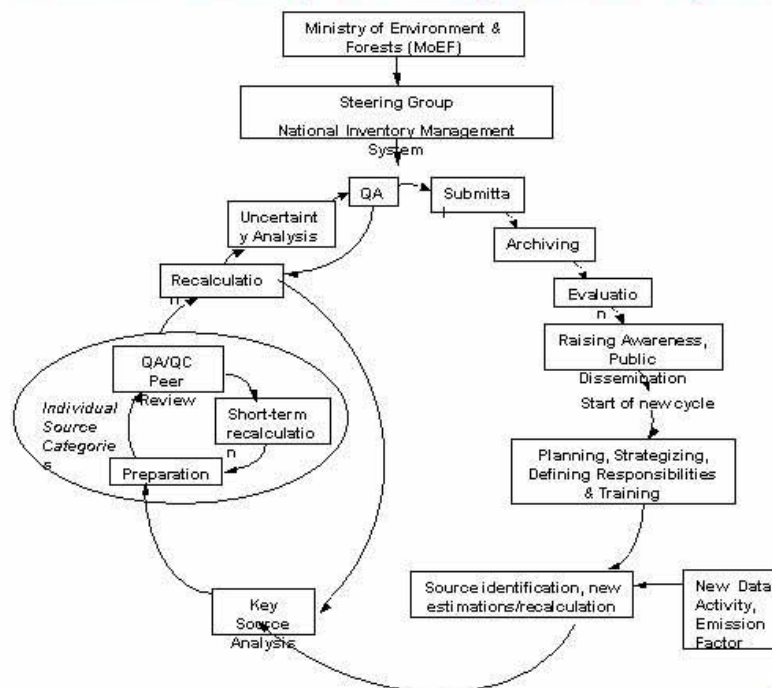 Ministry of Environment &
Forests (MoEF)
Steering Group
National Inventory Management
System
QA
Submitta
l
Uncertaint
y Analysis
Archiving
Recalculatio
n
Evaluatio
n
Raising Awareness,
Public
Dissemination
QA/QC
Peer
Review
Individual
Source
Categorie
s
Short-term
recalculatio
n
Start of new cycle
Preparation
Planning, Strategizing,
Defining Responsibilities
& Training
Source identification, new
estimations/recalculation
New Data
Activity,
Emission
Factor
Key
Source
Analysis